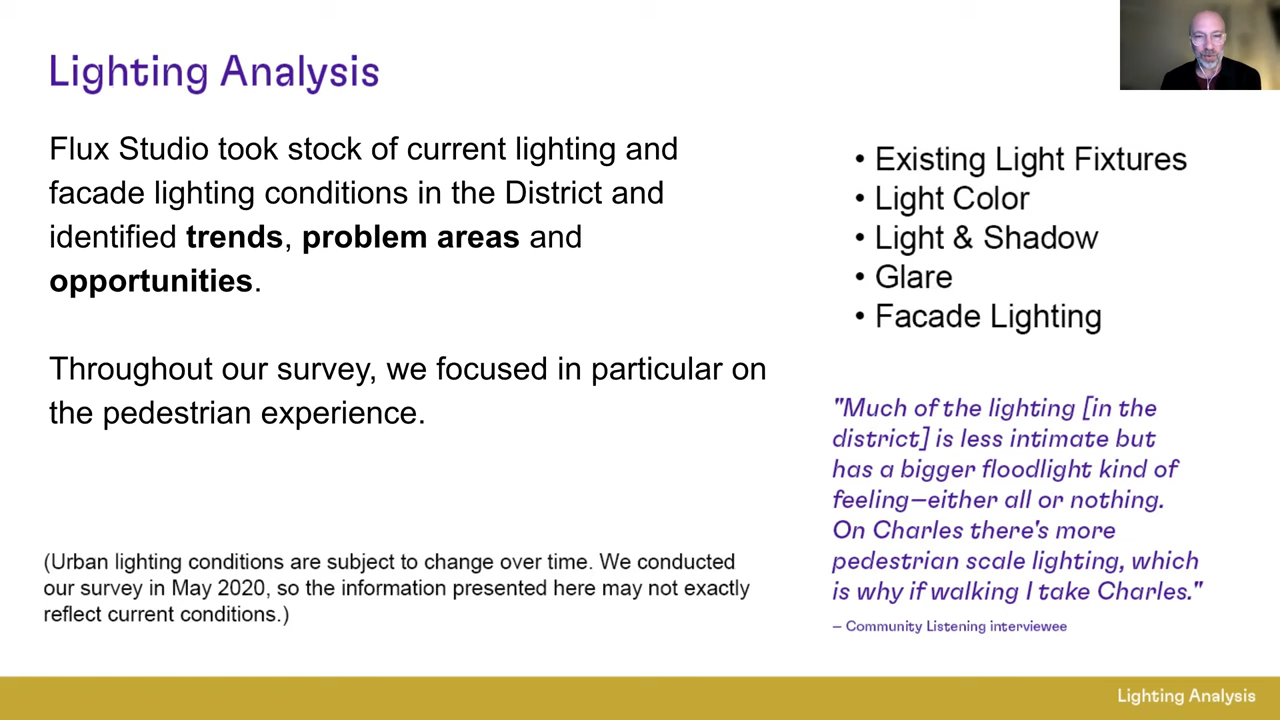 Lighting Analysis
Flux Studio took stock of current lighting and
facade lighting conditions in the District and
identified trends, problem areas and
opportunities.
Throughout our survey, we focused in particular on
the pedestrian experience.
(Urban lighting conditions are subject to change over time. We conducted
our survey in May 2020, so the information presented here may not exactly
reflect current conditions.)
• Existing Light Fixtures
• Light Color
• Light & Shadow
• Glare
• Facade Lighting
"Much of the lighting [in the
district] is less intimate but
has a bigger floodlight kind of
feeling—either all or nothing.
On Charles there's more
pedestrian scale lighting, which
is why if walking I take Charles."
– Community Listening interviewee
Lighting Analysis